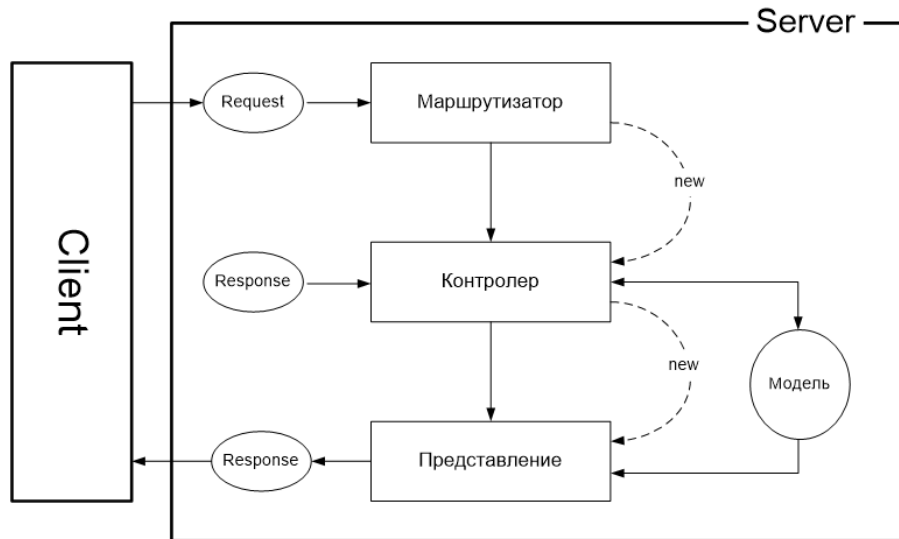 Server
Request
Маршрутизатор
new
Client
Response
Контролер
new
Модель
Response
Представление